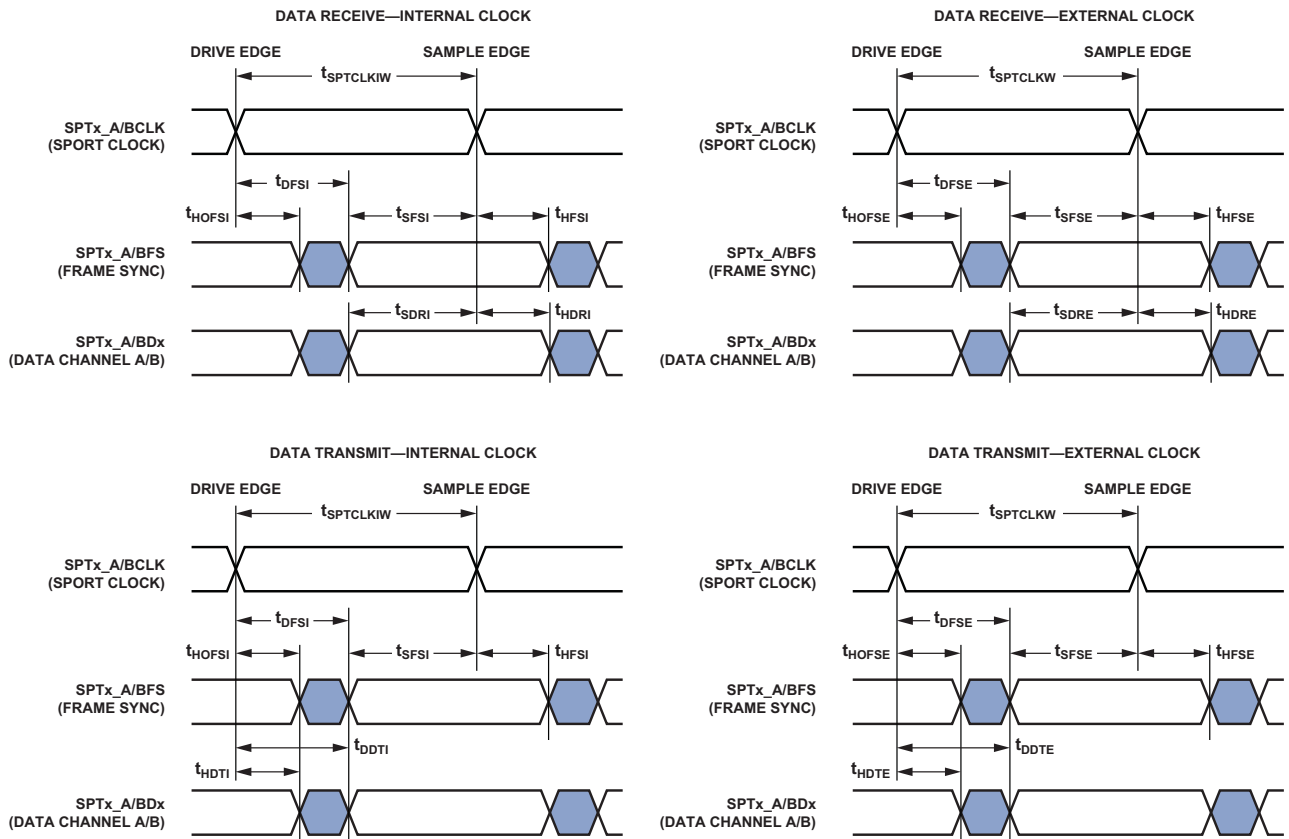 DATA RECEIVE—INTERNAL CLOCK
DRIVE EDGE SAMPLE EDGE
tSPTCLKIW
SPTx_A/BCLK
(SPORT CLOCK)
tDFSI
tHOFSI tSFSI tHFSI
SPTx_A/BFS
(FRAME SYNC)
tSDRI tHDRI
SPTx_A/BDx
(DATA CHANNEL A/B)
DATA RECEIVE—EXTERNAL CLOCK
DRIVE EDGE SAMPLE EDGE
tSPTCLKW
SPTx_A/BCLK
(SPORT CLOCK)
tDFSE
tHOFSE tSFSE tHFSE
SPTx_A/BFS
(FRAME SYNC)
tSDRE tHDRE
SPTx_A/BDx
(DATA CHANNEL A/B)
DATA TRANSMIT—INTERNAL CLOCK
DRIVE EDGE SAMPLE EDGE
tSPTCLKIW
SPTx_A/BCLK
(SPORT CLOCK)
tDFSI
tHOFSI tSFSI tHFSI
SPTx_A/BFS
(FRAME SYNC)
tDDTI
tHDTI
SPTx_A/BDx
(DATA CHANNEL A/B)
DATA TRANSMIT—EXTERNAL CLOCK
DRIVE EDGE SAMPLE EDGE
tSPTCLKW
SPTx_A/BCLK
(SPORT CLOCK)
tDFSE
tHOFSE tSFSE tHFSE
SPTx_A/BFS
(FRAME SYNC)
tDDTE
tHDTE
SPTx_A/BDx
(DATA CHANNEL A/B)